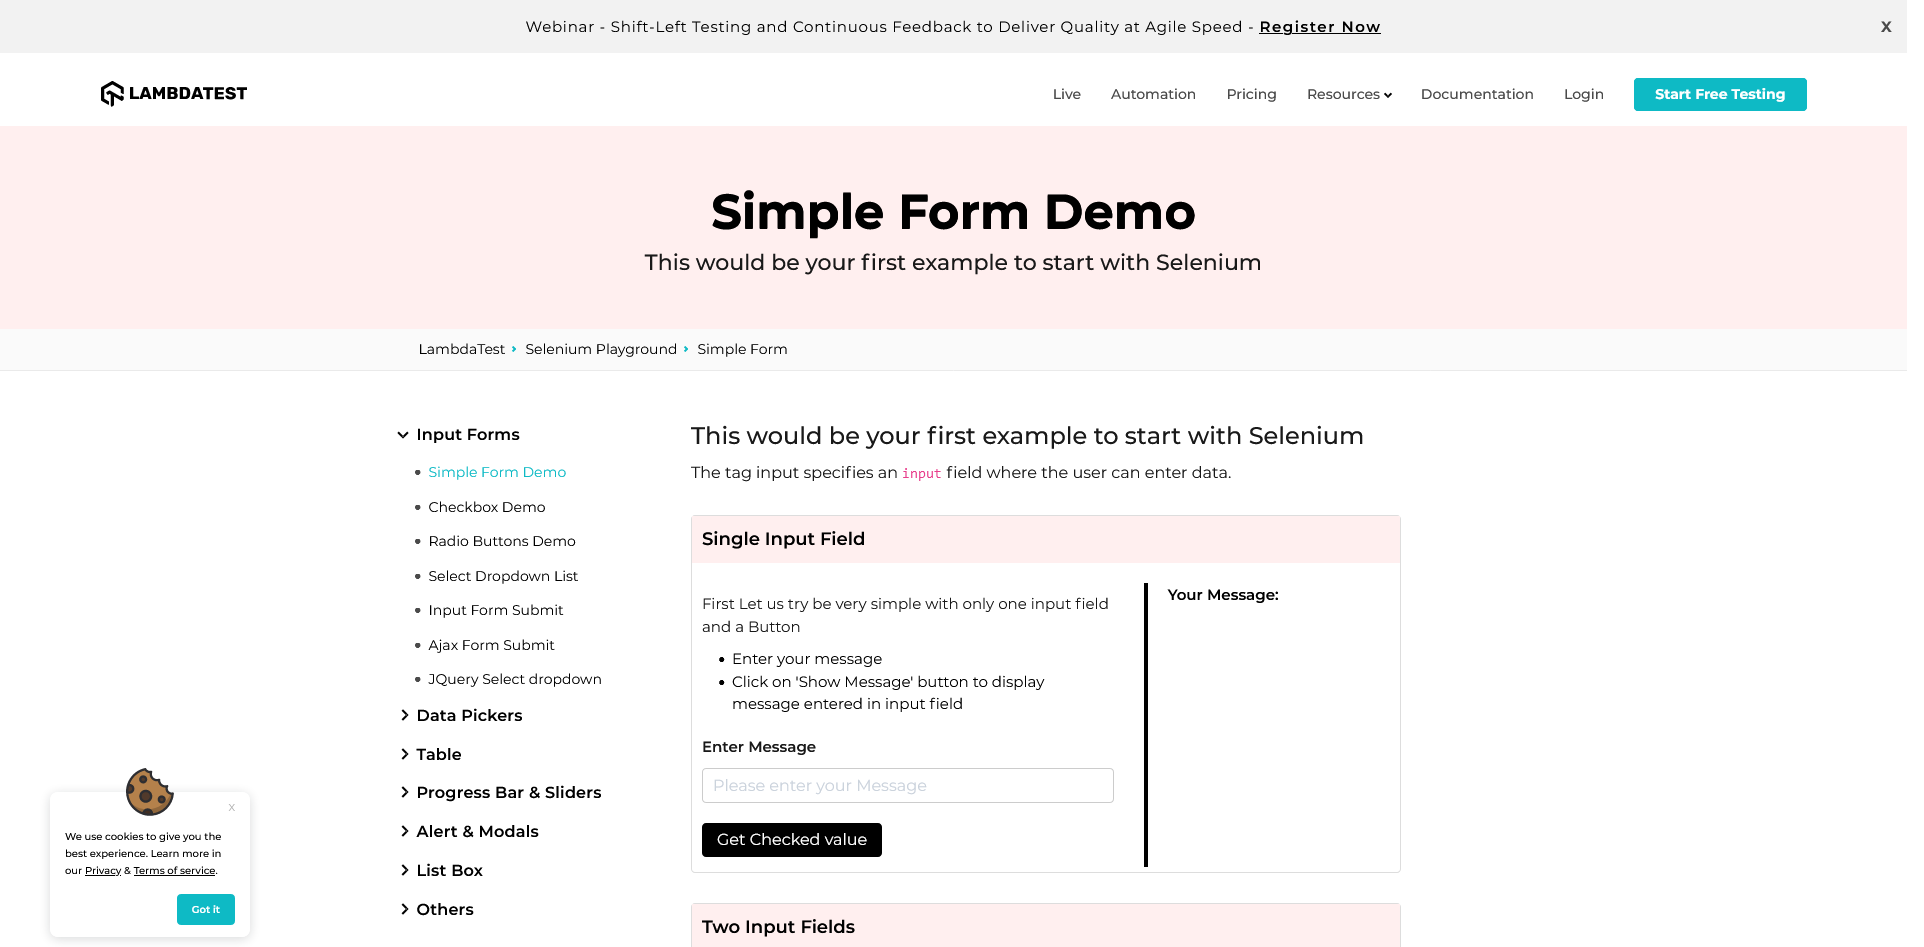 Webinar - Shift-Left Testing and Continuous Feedback to Deliver Quality at Agile Speed - Register Now
X
LAMBDATEST
Live Automation Pricing Resources Documentation Login Start Free Testing
Simple Form Demo
This would be your first example to start with Selenium
LambdaTest Selenium Playground Simple Form
Input Forms
Simple Form Demo
Checkbox Demo
Radio Buttons Demo
Select Dropdown List
Input Form Submit
Ajax Form Submit
JQuery Select dropdown
Data Pickers
Table
Progress Bar & Sliders
Alert & Modals
List Box
Others
This would be your first example to start with Selenium
The tag input specifies an input field where the user can enter data.
Single Input Field
First Let us try be very simple with only one input field
and a Button
Enter your message
Click on 'Show Message' button to display
message entered in input field
Enter Message
Please enter your Message
Get Checked value
Your Message:
Two Input Fields
X
We use cookies to give you the
best experience. Learn more in
our Privacy & Terms of service.
Got it